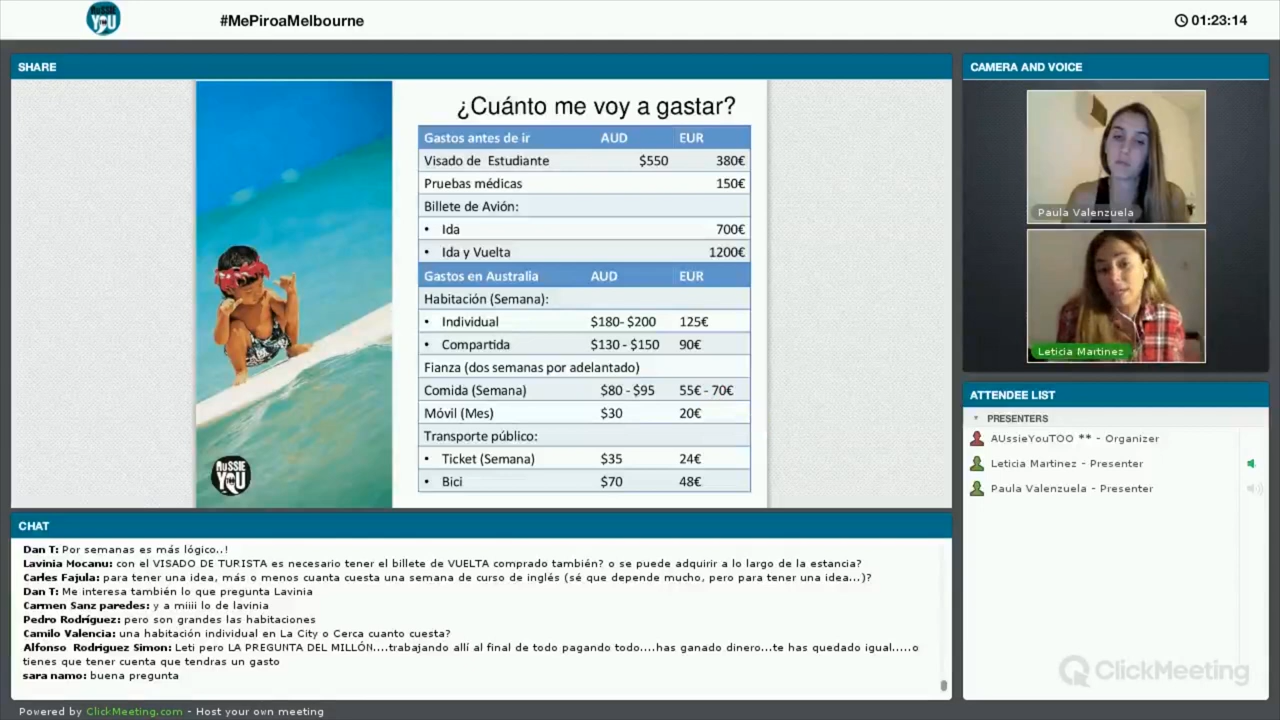 AUSSIE
YOU
TOO
#MePiroaMelbourne
01:23:14
SHARE
¿Cuánto me voy a gastar?
Gastos antes de ir AUD EUR
Visado de Estudiante $550 380€
Pruebas médicas 150€
Billete de Avión:
• Ida 700€
• Ida y Vuelta 1200€
Gastos en Australia AUD EUR
Habitación (Semana):
• Individual $180- $200 125€
• Compartida $130 - $150 90€
Fianza (dos semanas por adelantado)
Comida (Semana) $80 - $95 55€ - 70€
Móvil (Mes) $30 20€
Transporte público:
• Ticket (Semana) $35 24€
• Bici $70 48€
AUSSIE
YOU
TOO
CAMERA AND VOICE
Paula Valenzuela
Leticia Martinez
ATTENDEE LIST
PRESENTERS
AUssieYouTOO ** - Organizer
Leticia Martinez - Presenter
Paula Valenzuela - Presenter
CHAT
Dan T: Por semanas es más lógico..!
Lavinia Mocanu: con el VISADO DE TURISTA es necesario tener el billete de VUELTA comprado también? o se puede adquirir a lo largo de la estancia?
Carles Fajula: para tener una idea, más o menos cuanta cuesta una semana de curso de inglés (sé que depende mucho, pero para tener una idea...)?
Dan T: Me interesa también lo que pregunta Lavinia
Carmen Sanz paredes: y a miiii lo de lavinia
Pedro Rodríguez: pero son grandes las habitaciones
Camilo Valencia: una habitación individual en La City o Cerca cuanto cuesta?
Alfonso Rodriguez Simon: Leti pero LA PREGUNTA DEL MILLÓN....trabajando allí al final de todo pagando todo....has ganado dinero...te has quedado igual.....o
tienes que tener cuenta que tendras un gasto
sara namo: buena pregunta
ClickMeeting
Powered by ClickMeeting.com - Host your own meeting